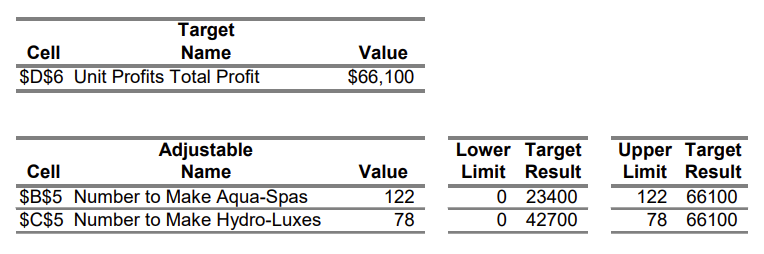 Target
Cell Name Value
$D$6 Unit Profits Total Profit $66,100
Adjustable Lower Target Upper Target
Cell Name Value Limit Result Limit Result
$B$5 Number to Make Aqua-Spas 122 0 23400 122 66100
$C$5 Number to Make Hydro-Luxes 78 0 42700 78 66100